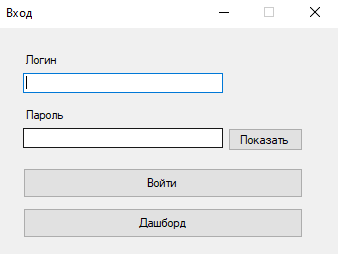 Вход
Логин
Пароль
Показать
Войти
Дашборд